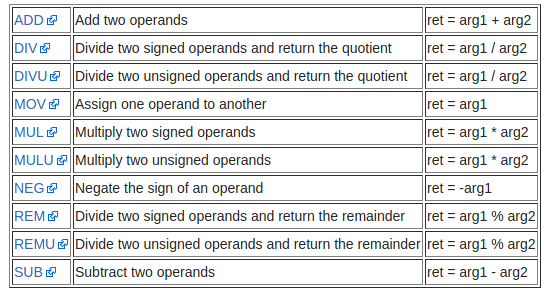 ADD Add two operands ret = arg1 + arg2
DIV Divide two signed operands and return the quotient ret = arg1 / arg2
DIVU Divide two unsigned operands and return the quotient ret = arg1 / arg2
MOV Assign one operand to another ret = arg1
MUL Multiply two signed operands ret = arg1 * arg2
MULU Multiply two unsigned operands ret = arg1 * arg2
NEG Negate the sign of an operand ret = -arg1
REM Divide two signed operands and return the remainder ret = arg1 % arg2
REMU Divide two unsigned operands and return the remainder ret = arg1 % arg2
SUB Subtract two operands ret = arg1 - arg2